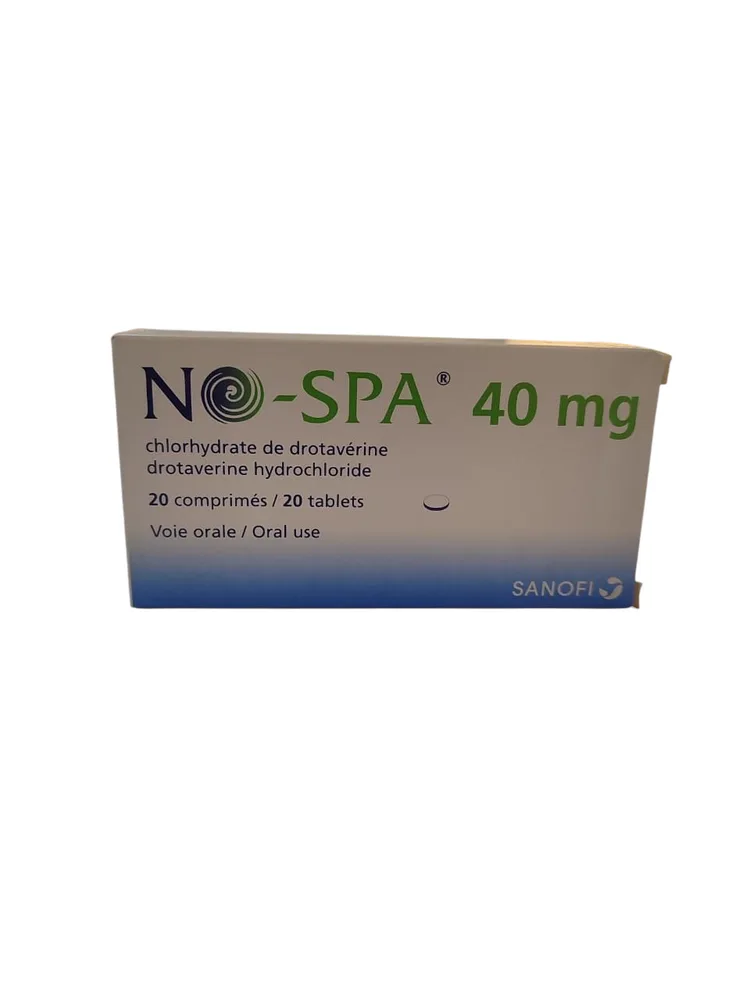 NO-SPA® 40 mg
chlorhydrate de drotavérine
drotaverine hydrochloride
20 comprimés / 20 tablets
Voie orale / Oral use
SANOFI